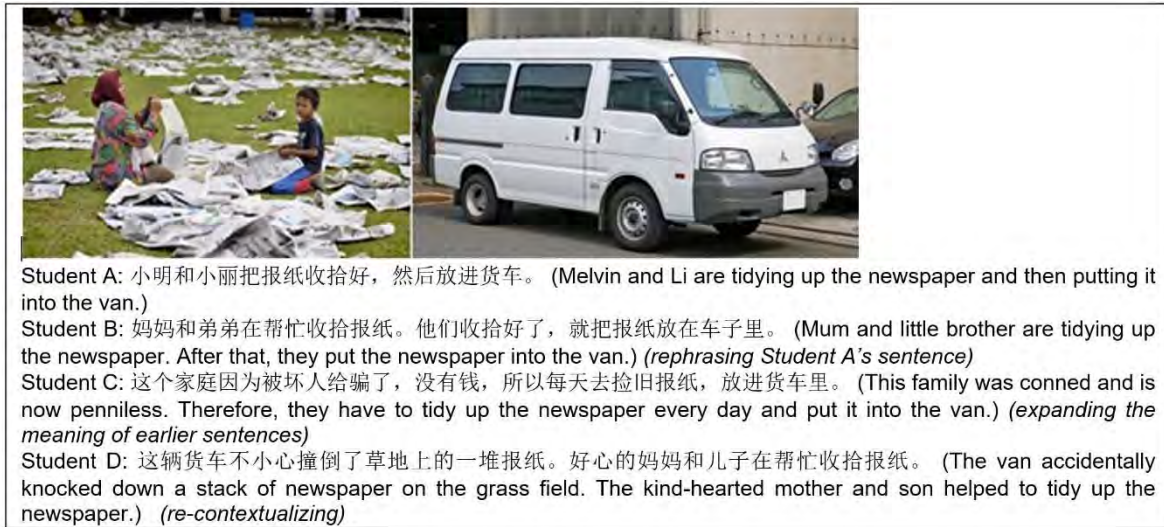 Student A: 小明和小丽把报纸收拾好，然后放进货车。 (Melvin and Li are tidying up the newspaper and then putting it
into the van.)
Student B: 妈妈和弟弟在帮忙收拾报纸。他们收拾好了，就把报纸放在车子里。 (Mum and little brother are tidying up
the newspaper. After that, they put the newspaper into the van.) (rephrasing Student A's sentence)
Student C: 这个家庭因为被坏人给骗了，没有钱，所以每天去捡旧报纸，放进货车里。 (This family was conned and is
now penniless. Therefore, they have to tidy up the newspaper every day and put it into the van.) (expanding the
meaning of earlier sentences)
Student D: 这辆货车不小心撞倒了草地上的一堆报纸。好心的妈妈和儿子在帮忙收拾报纸。 (The van accidentally
knocked down a stack of newspaper on the grass field. The kind-hearted mother and son helped to tidy up the
newspaper.) (re-contextualizing)